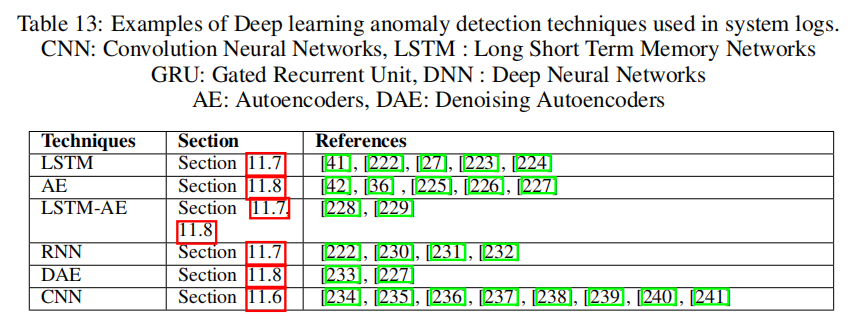 Table 13: Examples of Deep learning anomaly detection techniques used in system logs.
CNN: Convolution Neural Networks, LSTM : Long Short Term Memory Networks
GRU: Gated Recurrent Unit, DNN : Deep Neural Networks
AE: Autoencoders, DAE: Denoising Autoencoders
Techniques Section References
LSTM Section 11.7 [41], [222], [27], [223], [224]
AE Section 11.8 [42], [36] , [225], [226], [227]
LSTM-AE Section 11.7, [228], [229]
11.8
RNN Section 11.7 [222], [230], [231], [232]
DAE Section 11.8 [233], [227]
CNN Section 11.6 [234], [235], [236], [237], [238], [239], [240], [241]